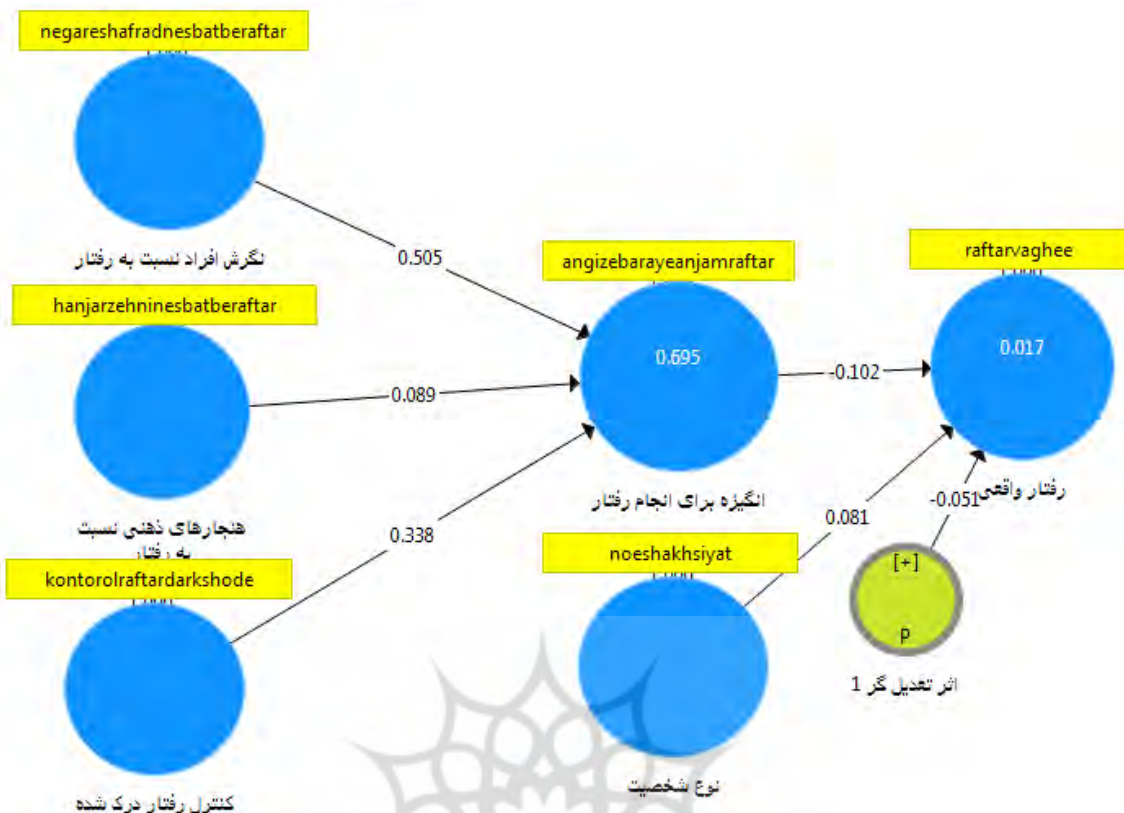 negareshafradnesbatberaftar
نگرش افراد نسبت به رفتار
0.505
hanjarzehninesbatberaftar
هنجارهای ذهنی نسبت
به رفتار
0.089
kontorolraftardarkshode
کنترل رفتار درک شده
0.338
angizebarayeanjamraftar
0.695
انگیزه برای انجام رفتار
-0.102
raftarvaghee
0.017
رفتار واقعی
noeshakhsiyat
نوع شخصیت
0.081
-0.051
[+]
p
اثر تعدیل گر 1